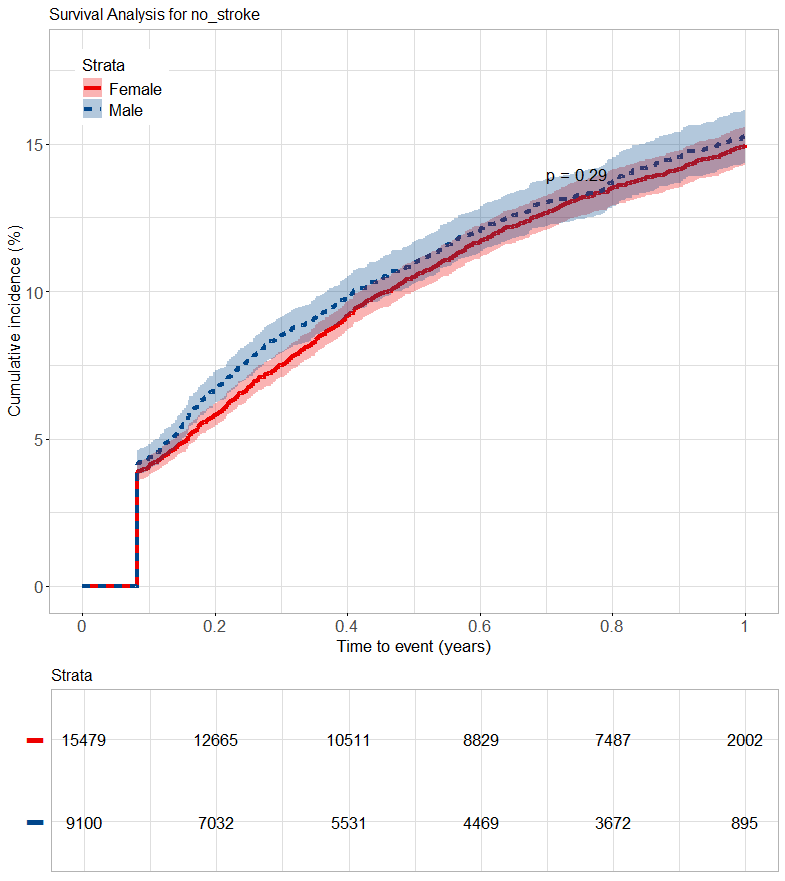 Survival Analysis for no_stroke
Strata
Female
Male
p = 0.29
Cumulative incidence (%)
15
10
5
0
0 0.2 0.4 0.6 0.8 1
Time to event (years)
Strata
15479 12665 10511 8829 7487 2002
9100 7032 5531 4469 3672 895